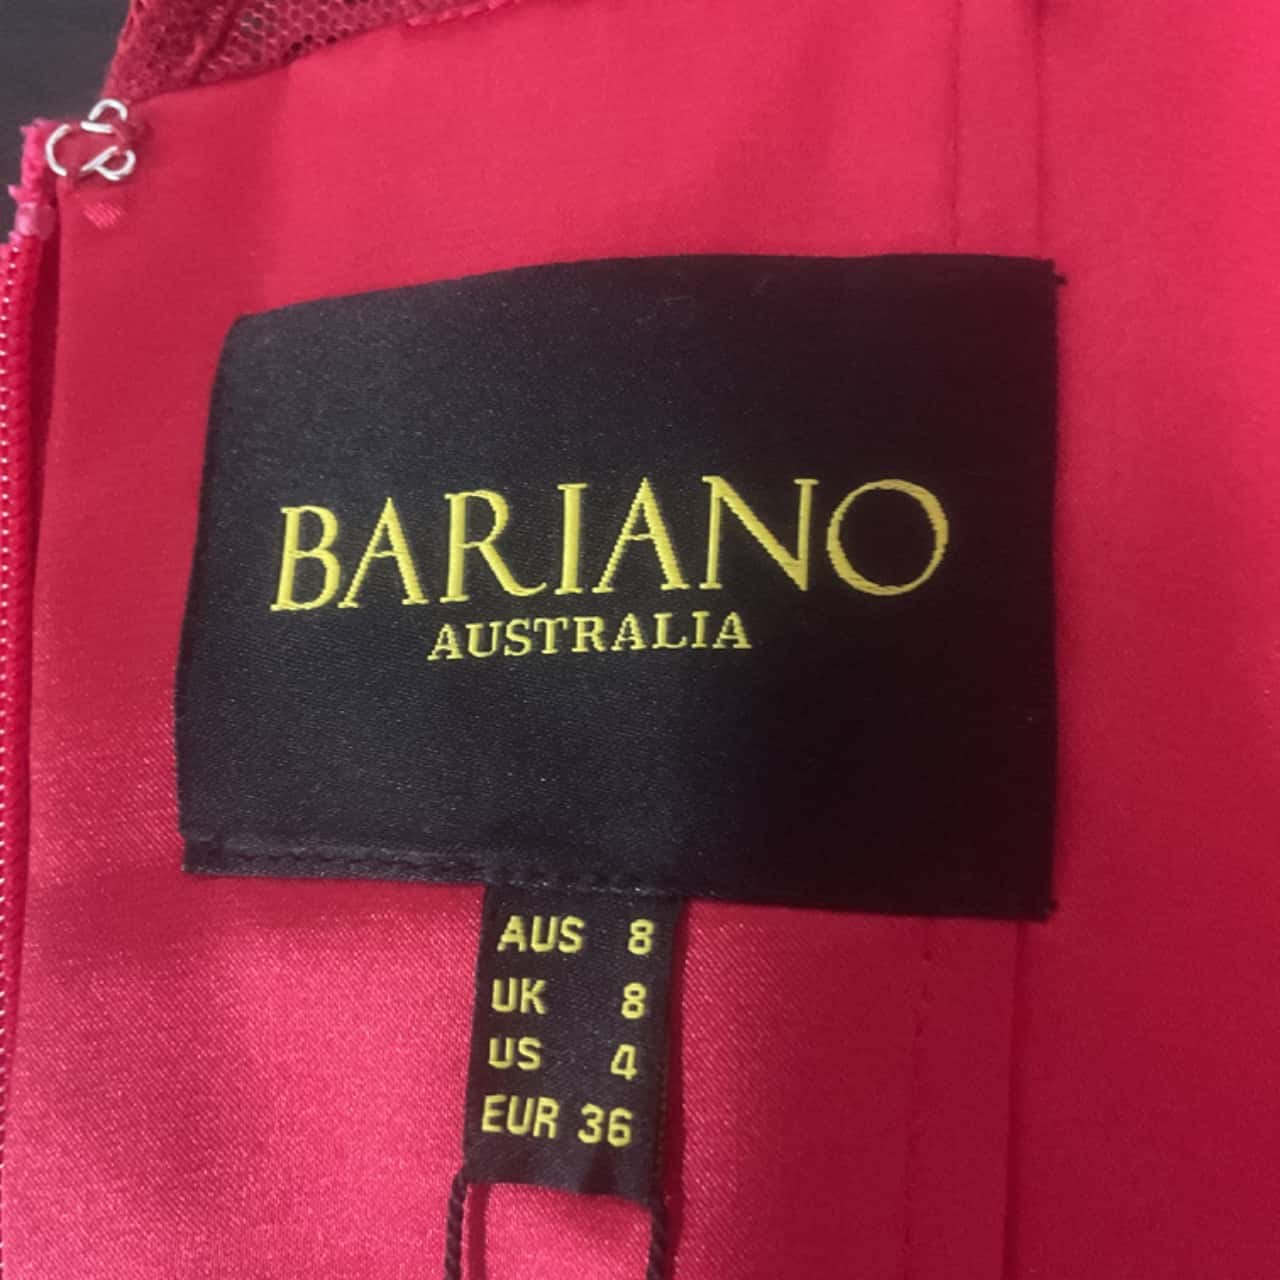 BARIANO
AUSTRALIA
AUS 8
UK 8
US 4
EUR 36